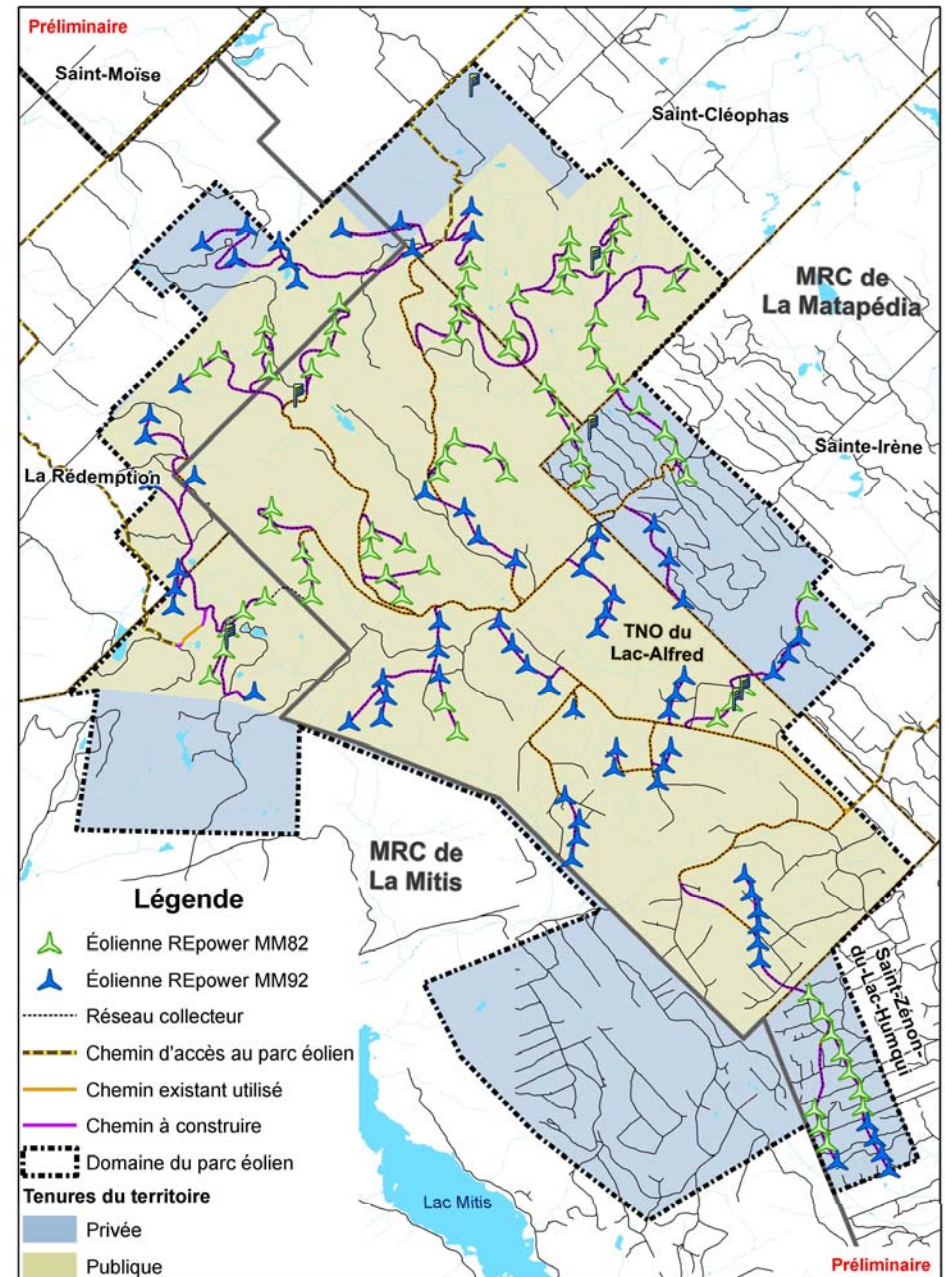 Préliminaire
Saint-Moïse
Saint-Cléophas
MRC de
La Matapédia
Sainte-Irène
La Rédemption
TNO du
Lac-Alfred
MRC de
La Mitis
Saint-Zénon-
du-Lac-Humqui
Légende
Éolienne REpower MM82
Éolienne REpower MM92
Réseau collecteur
Chemin d'accès au parc éolien
Chemin existant utilisé
Chemin à construire
Domaine du parc éolien
Tenures du territoire
Privée
Publique
Lac Mitis
Préliminaire